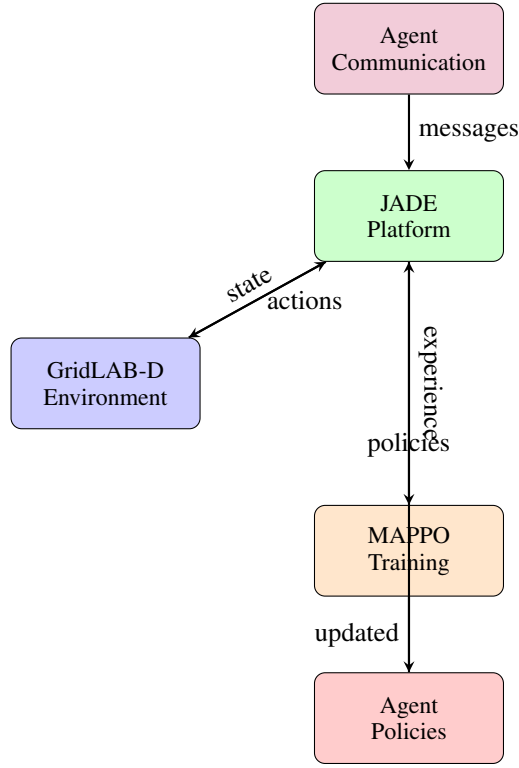 Agent
Communication
messages
JADE
Platform
state
actions
GridLAB-D
Environment
experience
policies
MAPPO
Training
updated
Agent
Policies